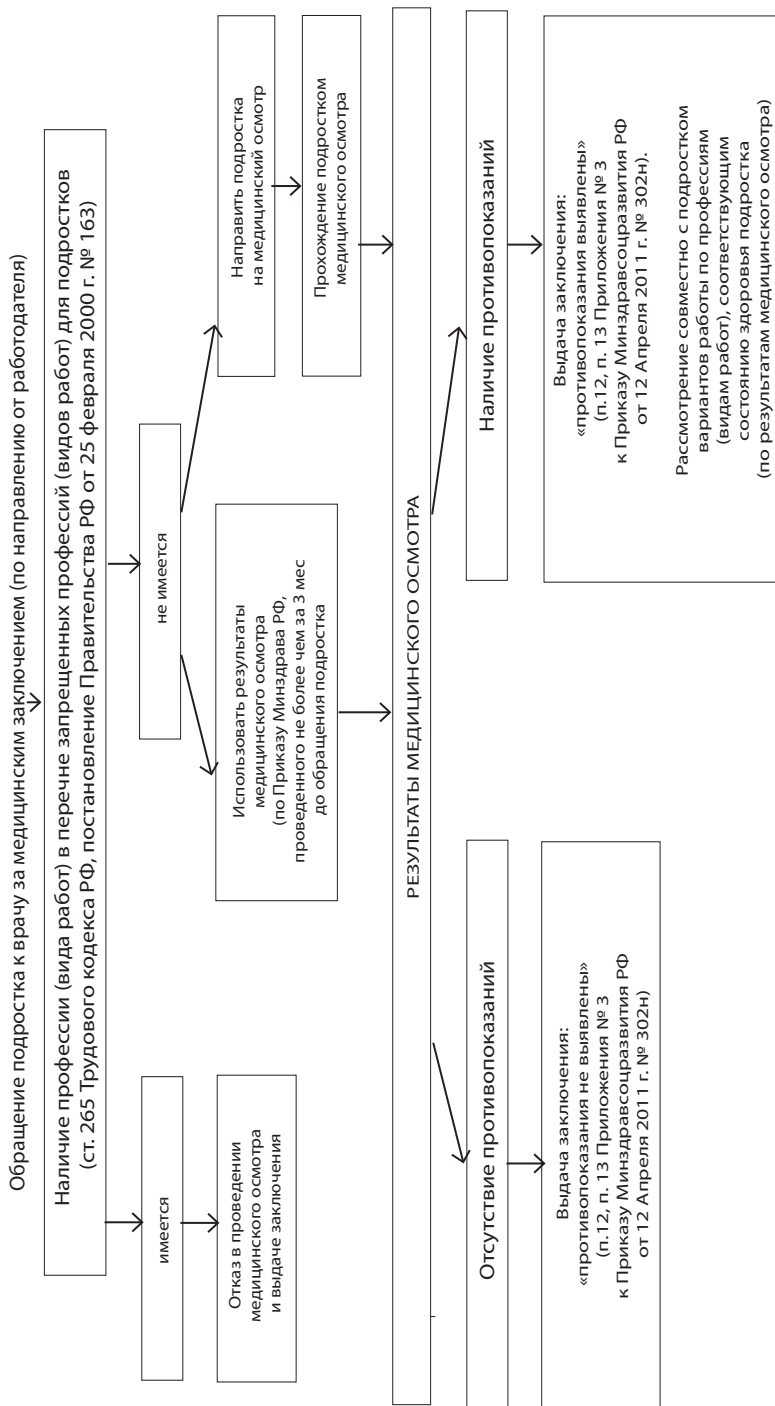 Обращение подростка к врачу за медицинским заключением (по направлению от работодателя)
Наличие профессии (вида работ) в перечне запрещенных профессий (видов работ) для подростков
(ст. 265 Трудового кодекса РФ, постановление Правительства РФ от 25 февраля 2000 г. № 163)
имеется
Отказ в проведении
медицинского осмотра
и выдаче заключения
не имеется
Использовать результаты
медицинского осмотра
(по Приказу Минздрава РФ,
проведенного не более чем за 3 мес
до обращения подростка
Направить подростка
на медицинский осмотр
Прохождение подростком
медицинского осмотра
РЕЗУЛЬТАТЫ МЕДИЦИНСКОГО ОСМОТРА
Отсутствие противопоказаний
Выдача заключения:
«противопоказания не выявлены»
(п.12, п. 13 Приложения № 3
к Приказу Минздравсоцразвития РФ
от 12 Апреля 2011 г. № 302н)
Наличие противопоказаний
Выдача заключения:
«противопоказания выявлены»
(п.12, п. 13 Приложения № 3
к Приказу Минздравсоцразвития РФ
от 12 Апреля 2011 г. № 302н).
Рассмотрение совместно с подростком
вариантов работы по профессиям
(видам работ), соответствующим
состоянию здоровья подростка
(по результатам медицинского осмотра)